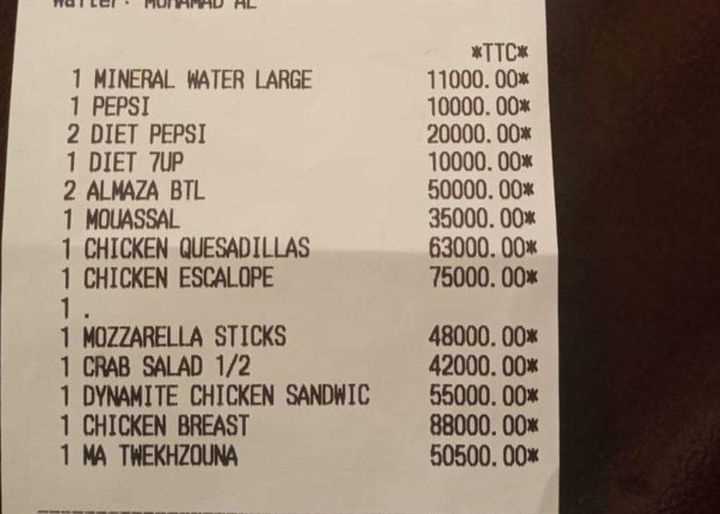 Waiter: MOHAMAD AL
*TTC*
1 MINERAL WATER LARGE 11000.00*
1 PEPSI 10000.00*
2 DIET PEPSI 20000.00*
1 DIET 7UP 10000.00*
2 ALMAZA BTL 50000.00*
1 MOUASSAL 35000.00*
1 CHICKEN QUESADILLAS 63000.00*
1 CHICKEN ESCALOPE 75000.00*
1 .
1 MOZZARELLA STICKS 48000.00*
1 CRAB SALAD 1/2 42000.00*
1 DYNAMITE CHICKEN SANDWIC 55000.00*
1 CHICKEN BREAST 88000.00*
1 MA TWEKHZOUNA 50500.00*